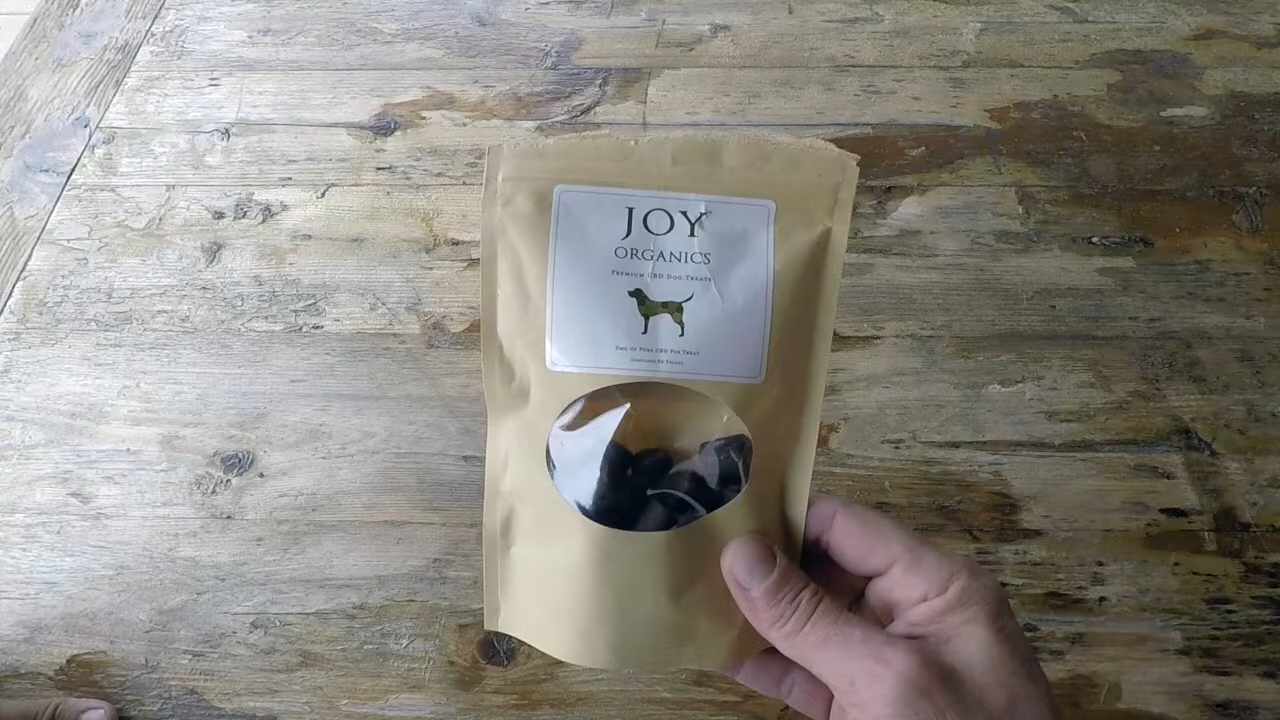 JOY
ORGANICS
PREMIUM CBD DOG TREATS
2MG OF PURE CBD PER TREAT